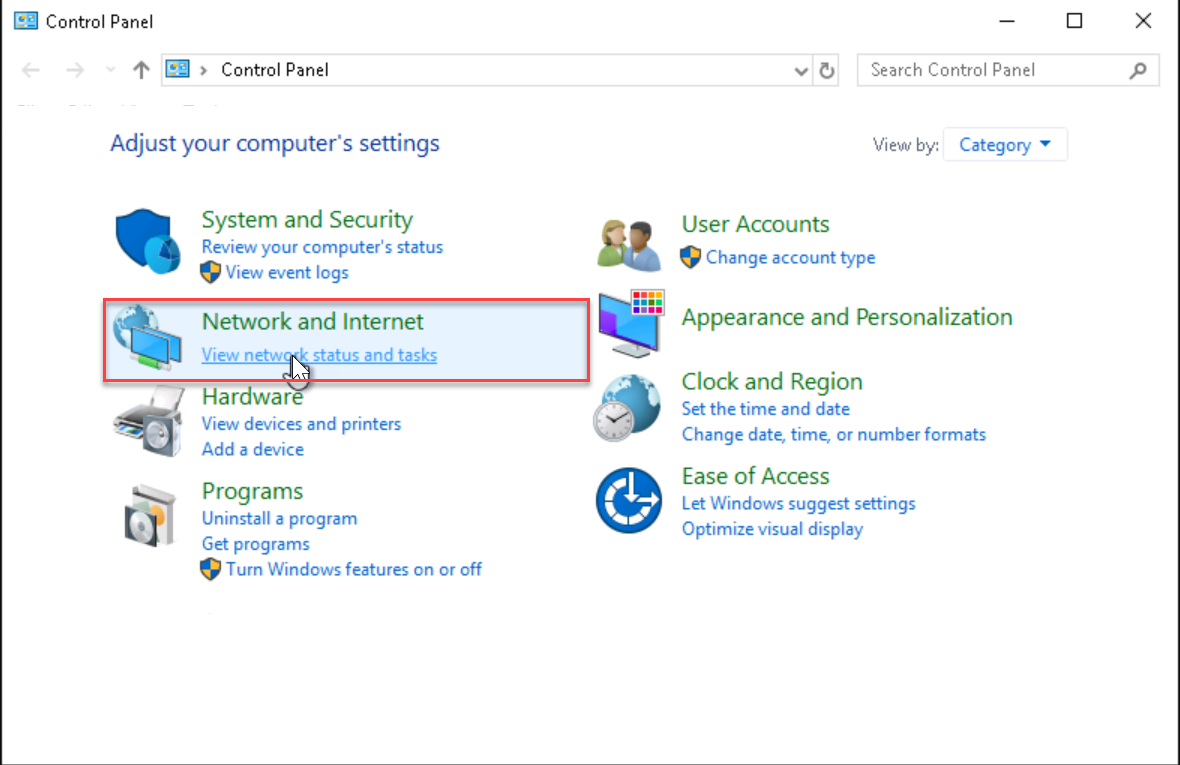 Control Panel
Control Panel
Search Control Panel
Adjust your computer's settings
View by:
Category
System and Security
Review your computer's status
View event logs
Network and Internet
View network status and tasks
Hardware
View devices and printers
Add a device
Programs
Uninstall a program
Get programs
Turn Windows features on or off
User Accounts
Change account type
Appearance and Personalization
Clock and Region
Set the time and date
Change date, time, or number formats
Ease of Access
Let Windows suggest settings
Optimize visual display